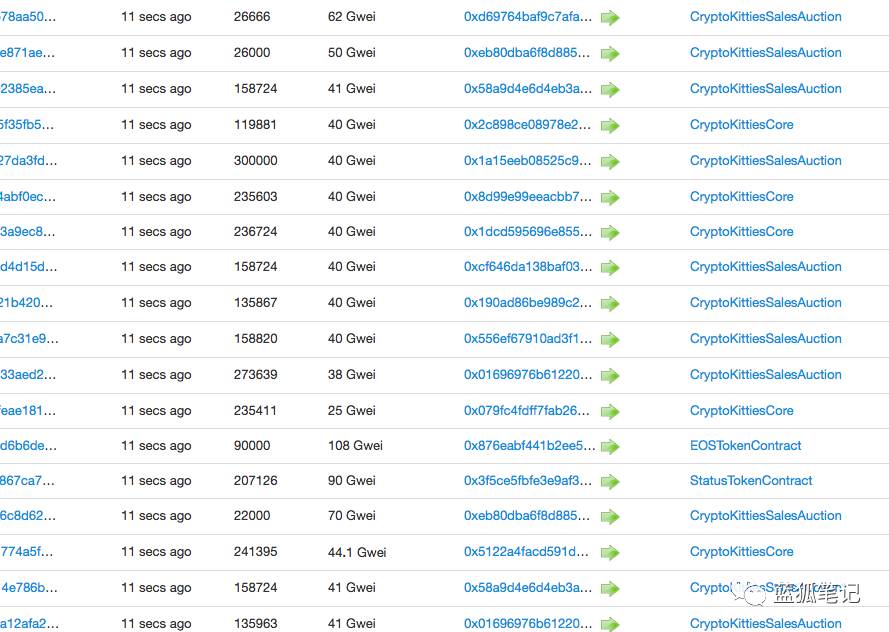 78aa50... 11 secs ago 26666 62 Gwei 0xd69764baf9c7afa... CryptoKittiesSalesAuction
e871ae... 11 secs ago 26000 50 Gwei 0xeb80dba6f8d885... CryptoKittiesSalesAuction
2385ea... 11 secs ago 158724 41 Gwei 0x58a9d4e6d4eb3a... CryptoKittiesSalesAuction
5f35fb5... 11 secs ago 119881 40 Gwei 0x2c898ce08978e2... CryptoKittiesCore
27da3fd... 11 secs ago 300000 40 Gwei 0x1a15eeb08525c9... CryptoKittiesSalesAuction
4abf0ec... 11 secs ago 235603 40 Gwei 0x8d99e99eeacbb7... CryptoKittiesCore
3a9ec8... 11 secs ago 236724 40 Gwei 0x1dcd595696e855... CryptoKittiesCore
d4d15d... 11 secs ago 158724 40 Gwei 0xcf646da138baf03... CryptoKittiesSalesAuction
21b420... 11 secs ago 135867 40 Gwei 0x190ad86be989c2... CryptoKittiesSalesAuction
a7c31e9... 11 secs ago 158820 40 Gwei 0x556ef67910ad3f1... CryptoKittiesSalesAuction
33aed2... 11 secs ago 273639 38 Gwei 0x01696976b61220... CryptoKittiesSalesAuction
feae181... 11 secs ago 235411 25 Gwei 0x079fc4fdff7fab26... CryptoKittiesCore
d6b6de... 11 secs ago 90000 108 Gwei 0x876eabf441b2ee5... EOSTokenContract
867ca7... 11 secs ago 207126 90 Gwei 0x3f5ce5fbfe3e9af3... StatusTokenContract
6c8d62... 11 secs ago 22000 70 Gwei 0xeb80dba6f8d885... CryptoKittiesSalesAuction
774a5f... 11 secs ago 241395 44.1 Gwei 0x5122a4facd591d... CryptoKittiesCore
4e786b... 11 secs ago 158724 41 Gwei 0x58a9d4e6d4eb3a... CryptoKittiesSalesAuction
蓝狐笔记
a12afa2... 11 secs ago 135963 41 Gwei 0x01696976b61220... CryptoKittiesSalesAuction